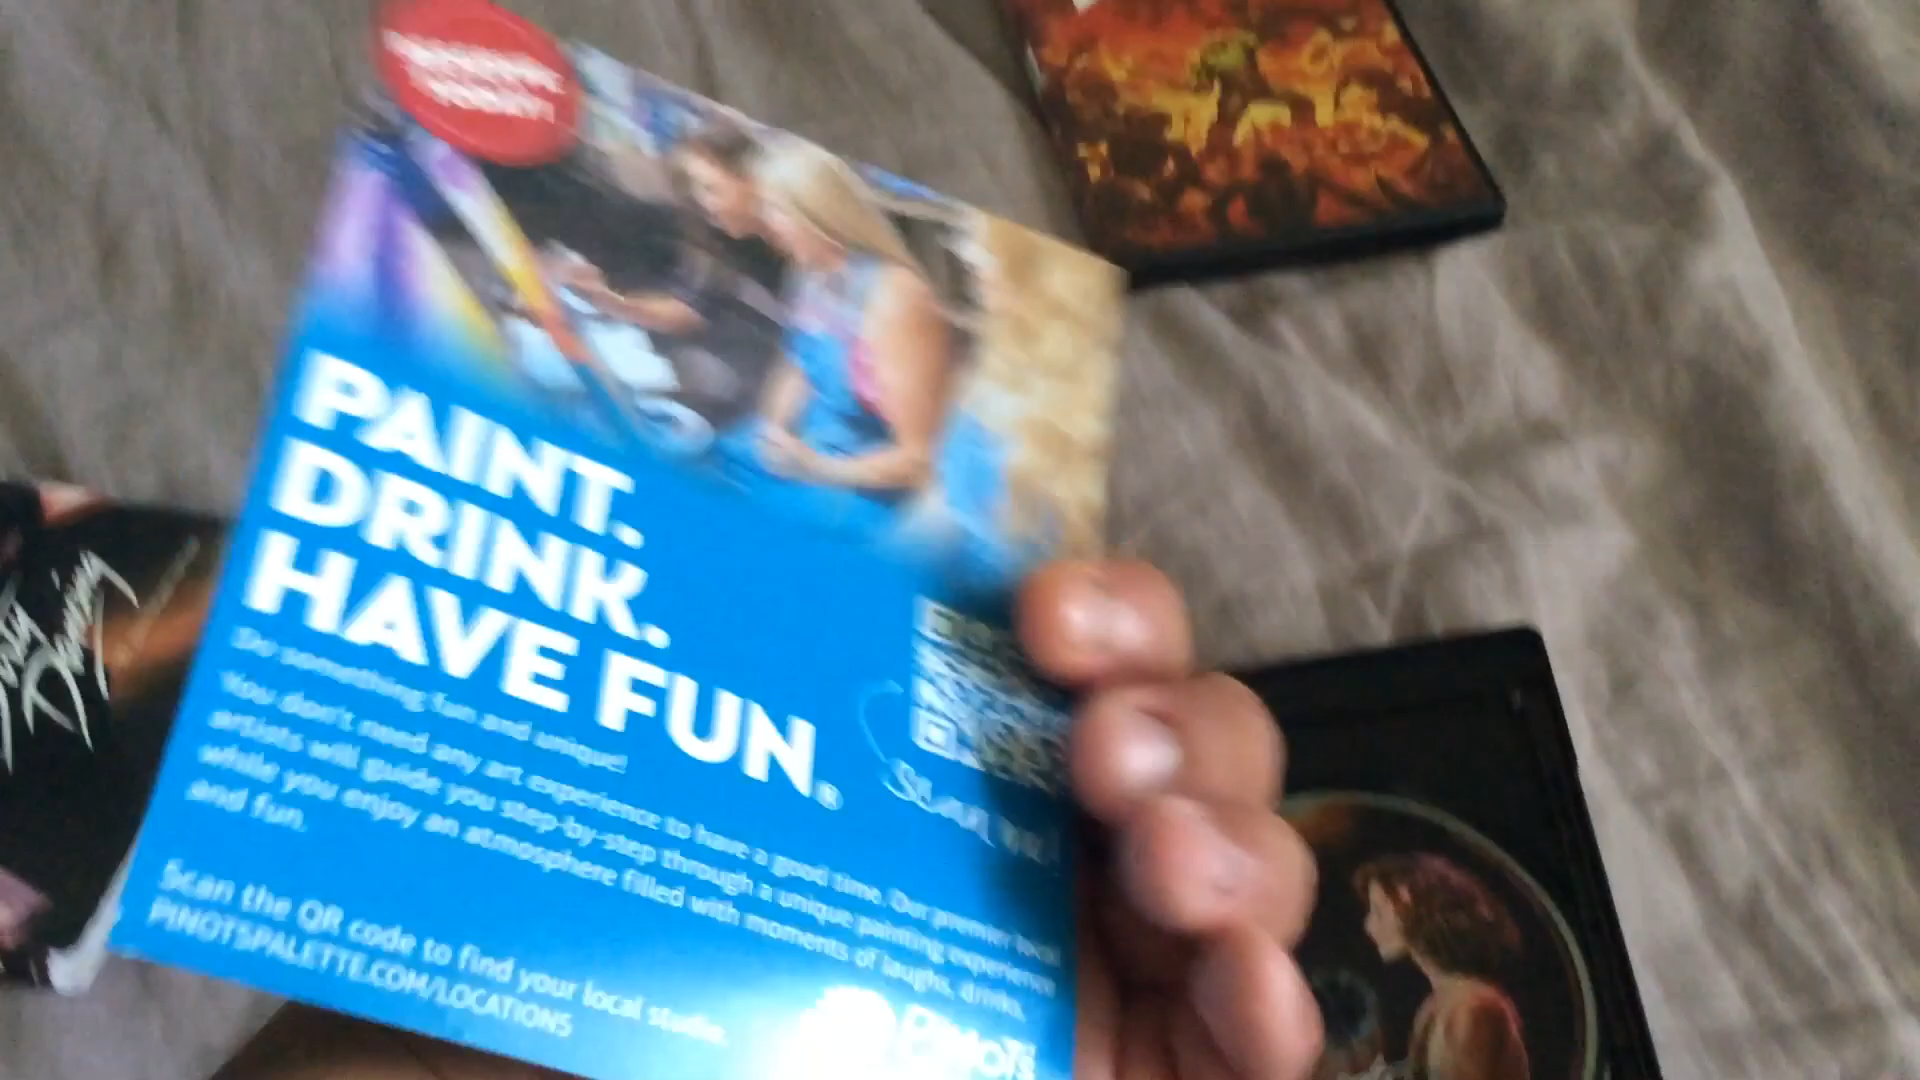 PAINT.
DRINK.
HAVE FUN.®
Do something fun and unique!
You don't need any art experience to have a good time. Our premier local
artists will guide you step-by-step through a unique painting experience
while you enjoy an atmosphere filled with moments of laughs, drinks,
and fun.
Scan the QR code to find your local studio.
PINOTSPALETTE.COM/LOCATIONS
PINOT'S
Dirty
Dancing